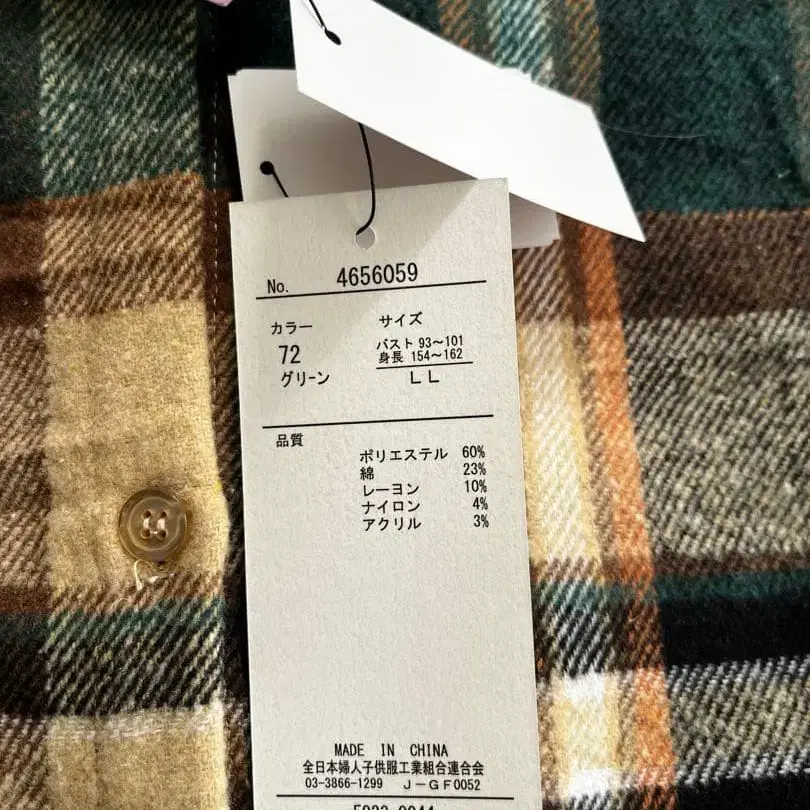 No. 4656059
カラー サイズ
72 バスト 93～101
身長 154～162
グリーン LL
品質
ポリエステル 60%
綿 23%
レーヨン 10%
ナイロン 4%
アクリル 3%
MADE IN CHINA
全日本婦人子供服工業組合連合会
03-3866-1299 J-GF0052